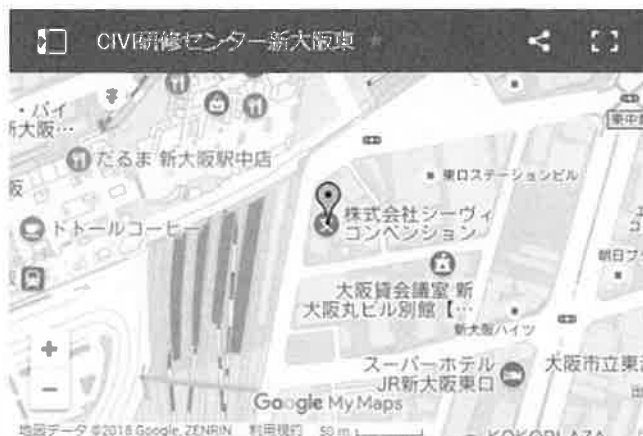 CIVI研修センター新大阪東
・バイ
新大阪…
だるま 新大阪駅中店
東口ステーションビル
株式会社シーヴィ
コンベンション
ドトールコーヒー
朝日プ
大阪貸会議室 新
大阪丸ビル別館【…
新大阪ハイツ
スーパーホテル
JR新大阪東口
大阪市立東
Google My Maps
地図データ ©2018 Google, ZENRIN 利用規約 50 m
KOKOPLAZA